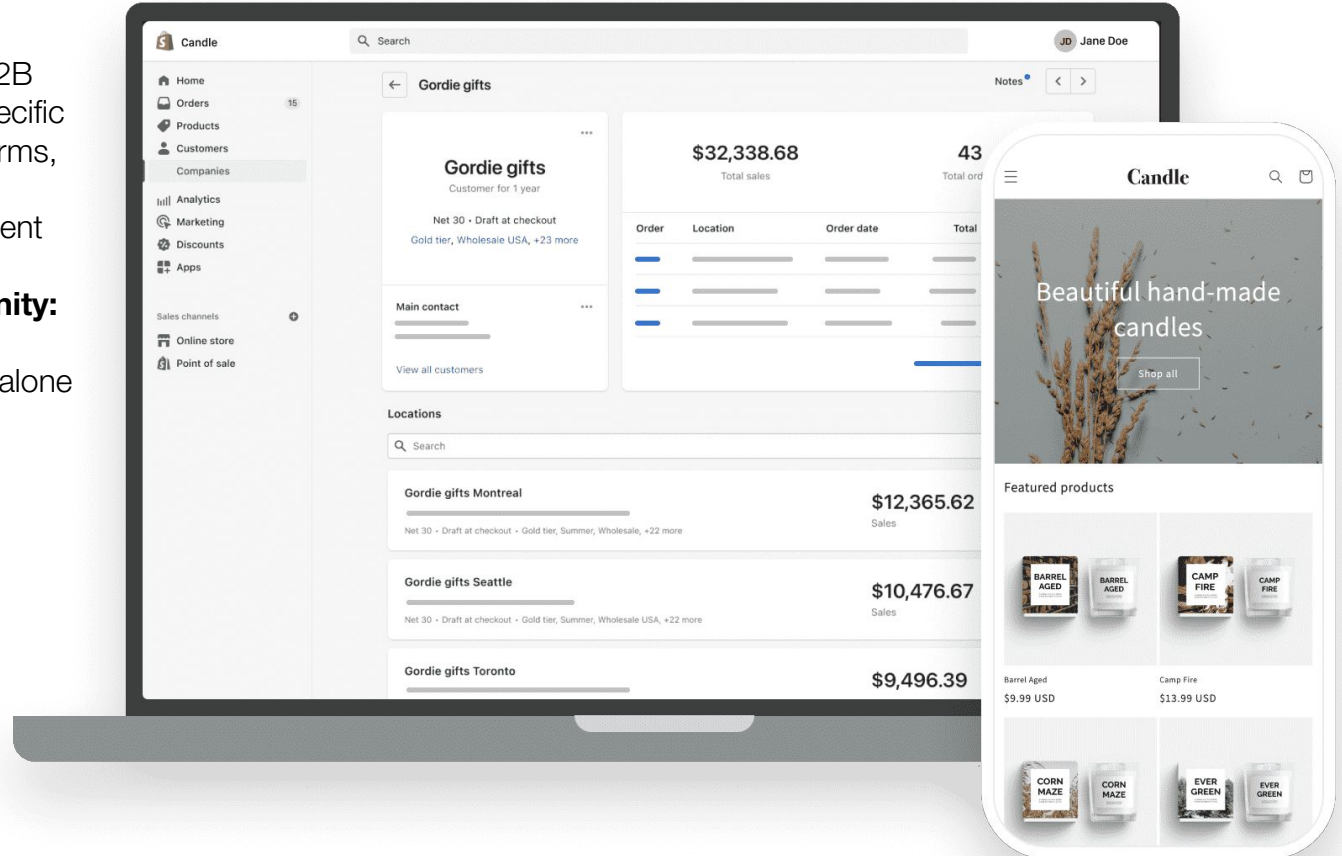 2B
ecific
rms,
ent
nity:
alone
Candle
Search
JD Jane Doe
Home
Orders 15
Products
Customers
Companies
Analytics
Marketing
Discounts
Apps
Sales channels
Online store
Point of sale
Gordie gifts
Notes
Gordie gifts
Customer for 1 year
Net 30 • Draft at checkout
Gold tier, Wholesale USA, +23 more
Main contact
View all customers
$32,338.68 43
Total sales Total ord
Order Location Order date Total
Locations
Search
Gordie gifts Montreal
$12,365.62
Sales
Net 30 • Draft at checkout • Gold tier, Summer, Wholesale, +22 more
Gordie gifts Seattle
$10,476.67
Sales
Net 30 • Draft at checkout • Gold tier, Summer, Wholesale USA, +22 more
Gordie gifts Toronto
$9,496.39
Candle
Beautiful hand-made
candles
Shop all
Featured products
BARREL
AGED
BARREL
AGED
CAMP
FIRE
CAMP
FIRE
Barrel Aged
$9.99 USD
Camp Fire
$13.99 USD
CORN
MAZE
CORN
MAZE
EVER
GREEN
EVER
GREEN